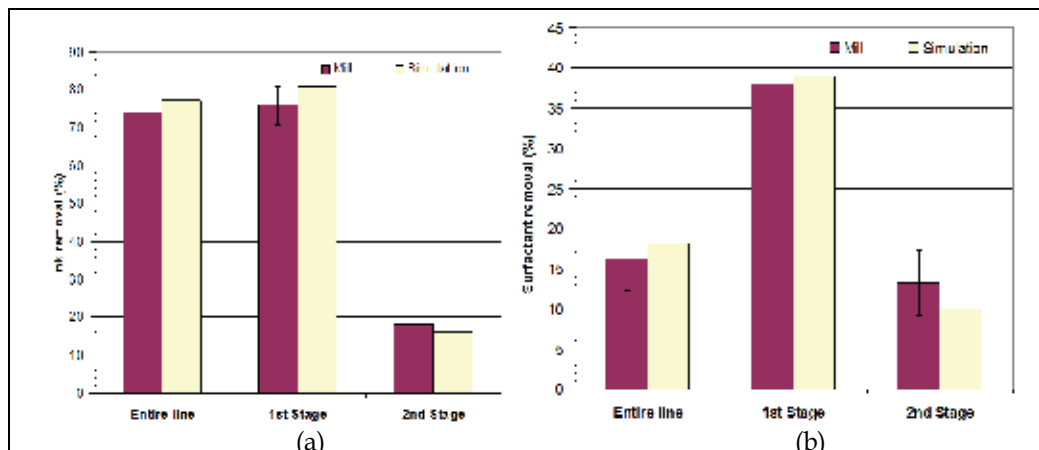 90
80
70
60
50
40
30
20
10
0
removal (%)
Mill
Simulation
Entire line
1st Stage
2nd Stage
(a)
45
40
35
30
25
20
15
10
5
0
Surfactant removal (%)
Mill
Simulation
Entire line
1st Stage
2nd Stage
(b)